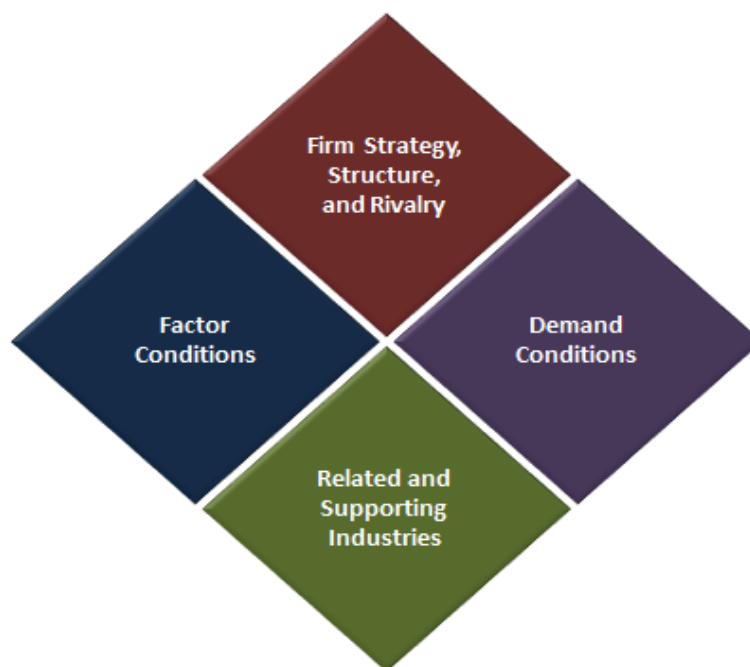 Firm Strategy,
Structure,
and Rivalry
Factor
Conditions
Demand
Conditions
Related and
Supporting
Industries